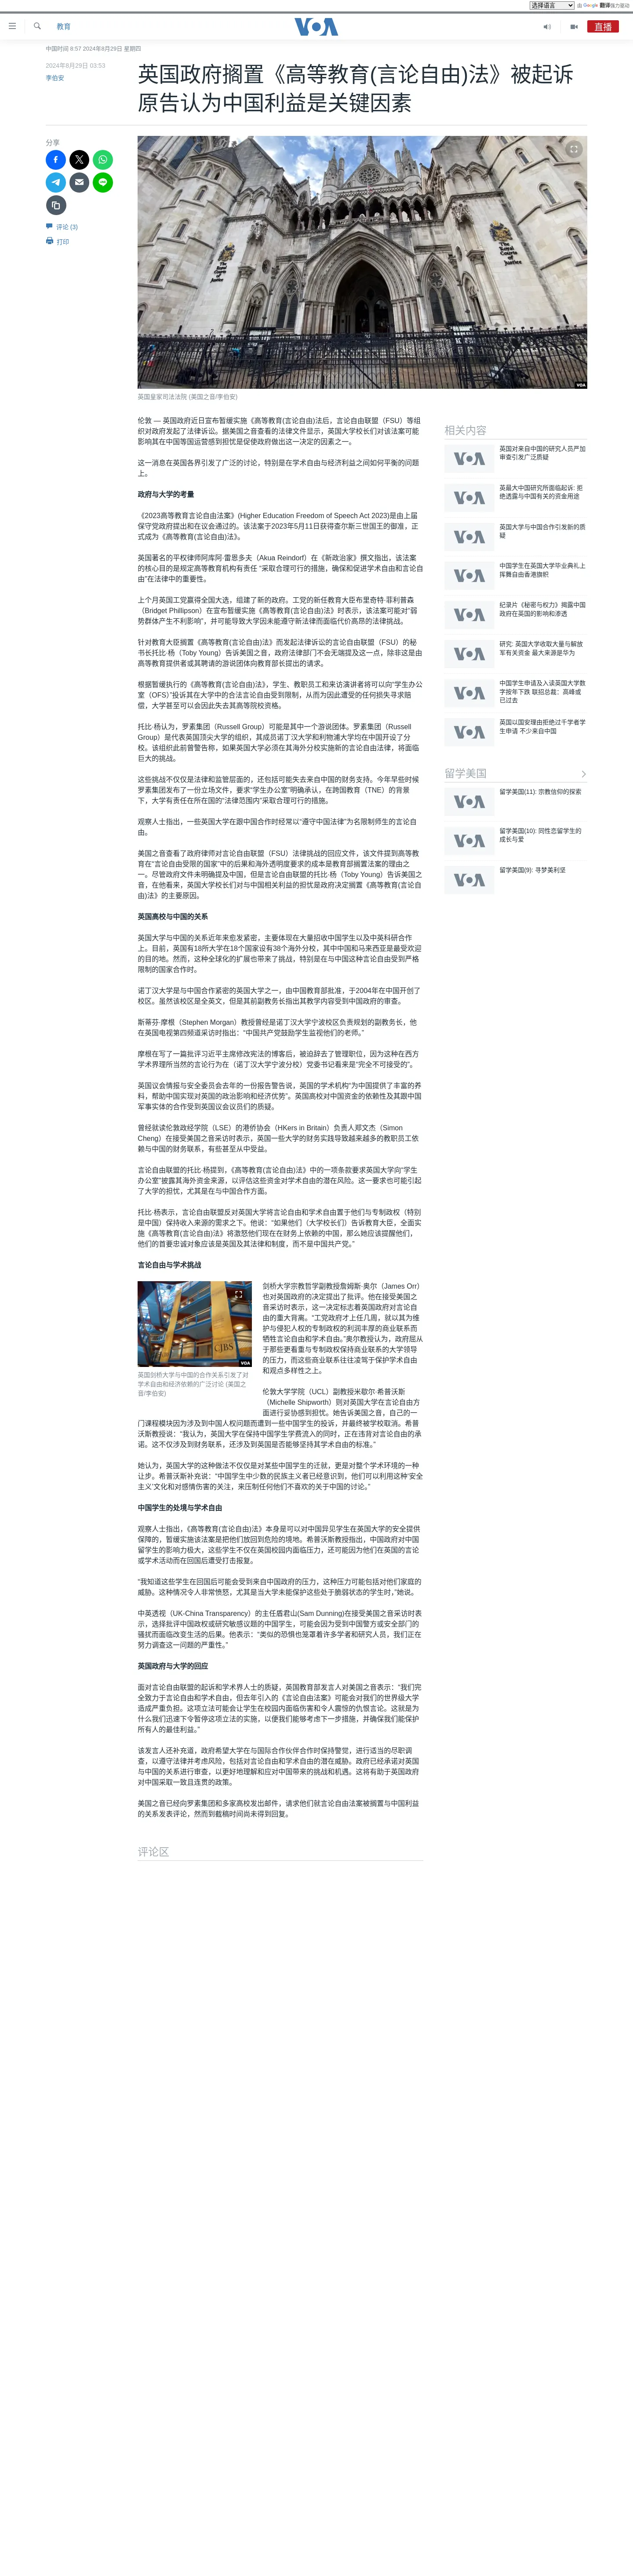 选择语言 由 Google 翻译强力驱动
教育
VOA
直播
中国时间 8:57 2024年8月29日 星期四
2024年8月29日 03:53
李伯安
英国政府搁置《高等教育(言论自由)法》被起诉
原告认为中国利益是关键因素
分享
评论 (3)
打印
The Royal Courts of Justice
The Royal Courts of Justice
VOA
英国皇家司法法院 (美国之音/李伯安)
伦敦 — 英国政府近日宣布暂缓实施《高等教育(言论自由)法后，言论自由联盟（FSU）等组
织对政府发起了法律诉讼。据美国之音查看的法律文件显示，英国大学校长们对该法案可能
影响其在中国等国运营感到担忧是促使政府做出这一决定的因素之一。
这一消息在英国各界引发了广泛的讨论，特别是在学术自由与经济利益之间如何平衡的问题
上。
政府与大学的考量
《2023高等教育言论自由法案》(Higher Education Freedom of Speech Act 2023)是由上届
保守党政府提出和在议会通过的。该法案于2023年5月11日获得查尔斯三世国王的御准，正
式成为《高等教育(言论自由)法》。
英国著名的平权律师阿库阿·雷恩多夫（Akua Reindorf）在《新政治家》撰文指出，该法案
的核心目的是规定高等教育机构有责任 “采取合理可行的措施，确保和促进学术自由和言论自
由”在法律中的重要性。
上个月英国工党赢得全国大选，组建了新的政府。工党的新任教育大臣布里奇特·菲利普森
（Bridget Phillipson）在宣布暂缓实施《高等教育(言论自由)法》时表示，该法案可能对“弱
势群体产生不利影响”，并可能导致大学因未能遵守新法律而面临代价高昂的法律挑战。
针对教育大臣搁置《高等教育(言论自由)法》而发起法律诉讼的言论自由联盟（FSU）的秘
书长托比·杨（Toby Young）告诉美国之音，政府法律部门不会无端提及这一点，除非这是由
高等教育提供者或其聘请的游说团体向教育部长提出的请求。
根据暂缓执行的《高等教育(言论自由)法》，学生、教职员工和来访演讲者将可以向“学生办公
室（OFS）”投诉其在大学中的合法言论自由受到限制，从而为因此遭受的任何损失寻求赔
偿，大学甚至可以会因此失去其高等院校资格。
托比·杨认为，罗素集团（Russell Group）可能是其中一个游说团体。罗素集团（Russell
Group）是代表英国顶尖大学的组织，其成员诺丁汉大学和利物浦大学均在中国开设了分
校。该组织此前曾警告称，如果英国大学必须在其海外分校实施新的言论自由法律，将面临
巨大的挑战。
这些挑战不仅仅是法律和监管层面的，还包括可能失去来自中国的财务支持。今年早些时候
罗素集团发布了一份立场文件，要求“学生办公室”明确承认，在跨国教育（TNE）的背景
下，大学有责任在所在国的“法律范围内”采取合理可行的措施。
观察人士指出，一些英国大学在跟中国合作时经常以“遵守中国法律”为名限制师生的言论自
由。
美国之音查看了政府律师对言论自由联盟（FSU）法律挑战的回应文件，该文件提到高等教
育在“言论自由受限的国家”中的后果和海外透明度要求的成本是教育部搁置法案的理由之
一。尽管政府文件未明确提及中国，但是言论自由联盟的托比·杨（Toby Young）告诉美国之
音，在他看来，英国大学校长们对与中国相关利益的担忧是政府决定搁置《高等教育(言论自
由)法》的主要原因。
英国高校与中国的关系
英国大学与中国的关系近年来愈发紧密，主要体现在大量招收中国学生以及中英科研合作
上。目前，英国有18所大学在18个国家设有38个海外分校，其中中国和马来西亚是最受欢迎
的目的地。然而，这种全球化的扩展也带来了挑战，特别是在与中国这种言论自由受到严格
限制的国家合作时。
诺丁汉大学是与中国合作紧密的英国大学之一，由中国教育部批准，于2004年在中国开创了
校区。虽然该校区是全英文，但是其前副教务长指出其教学内容受到中国政府的审查。
斯蒂芬·摩根（Stephen Morgan）教授曾经是诺丁汉大学宁波校区负责规划的副教务长，他
在英国电视第四频道采访时指出：“中国共产党鼓励学生监视他们的老师。”
摩根在写了一篇批评习近平主席修改宪法的博客后，被迫辞去了管理职位，因为这种在西方
学术界理所当然的言论行为在（诺丁汉大学宁波分校）党委书记看来是“完全不可接受的”。
英国议会情报与安全委员会去年的一份报告警告说，英国的学术机构“为中国提供了丰富的养
料，帮助中国实现对英国的政治影响和经济优势”。英国高校对中国资金的依赖性及其跟中国
军事实体的合作受到英国议会议员们的质疑。
曾经就读伦敦政经学院（LSE）的港侨协会（HKers in Britain）负责人郑文杰（Simon
Cheng）在接受美国之音采访时表示，英国一些大学的财务实践导致越来越多的教职员工依
赖与中国的财务联系，有些甚至从中受益。
言论自由联盟的托比·杨提到，《高等教育(言论自由)法》中的一项条款要求英国大学向“学生
办公室”披露其海外资金来源，以评估这些资金对学术自由的潜在风险。这一要求也可能引起
了大学的担忧，尤其是在与中国合作方面。
托比·杨表示，言论自由联盟反对英国大学将言论自由和学术自由置于他们与专制政权（特别
是中国）保持收入来源的需求之下。他说：“如果他们（大学校长们）告诉教育大臣，全面实
施《高等教育(言论自由)法》将激怒他们现在在财务上依赖的中国，那么她应该提醒他们，
他们的首要忠诚对象应该是英国及其法律和制度，而不是中国共产党。”
言论自由与学术挑战
CJBS
VOA
英国剑桥大学与中国的合作关系引发了对
学术自由和经济依赖的广泛讨论 (美国之
音/李伯安)
剑桥大学宗教哲学副教授詹姆斯·奥尔（James Orr）
也对英国政府的决定提出了批评。他在接受美国之
音采访时表示，这一决定标志着英国政府对言论自
由的重大背离。“工党政府才上任几周，就以其为维
护与侵犯人权的专制政权的利润丰厚的商业联系而
牺牲言论自由和学术自由。”奥尔教授认为，政府屈从
于那些更看重与专制政权保持商业联系的大学领导
的压力，而这些商业联系往往凌驾于保护学术自由
和观点多样性之上。
伦敦大学学院（UCL）副教授米歇尔·希普沃斯
（Michelle Shipworth）则对英国大学在言论自由方
面进行妥协感到担忧。她告诉美国之音，自己的一
门课程模块因为涉及到中国人权问题而遭到一些中国学生的投诉，并最终被学校取消。希普
沃斯教授说：“我认为，英国大学在保持中国学生学费流入的同时，正在违背对言论自由的承
诺。这不仅涉及到财务联系，还涉及到英国是否能够坚持其学术自由的标准。”
她认为，英国大学的这种做法不仅仅是对某些中国学生的迁就，更是对整个学术环境的一种
让步。希普沃斯补充说：“中国学生中少数的民族主义者已经意识到，他们可以利用这种‘安全
主义’文化和对感情伤害的关注，来压制任何他们不喜欢的关于中国的讨论。”
中国学生的处境与学术自由
观察人士指出，《高等教育(言论自由)法》本身是可以对中国异见学生在英国大学的安全提供
保障的，暂缓实施该法案是把他们放回到危险的境地。希普沃斯教授指出，中国政府对中国
留学生的影响力极大，这些学生不仅在英国校园内面临压力，还可能因为他们在英国的言论
或学术活动而在回国后遭受打击报复。
“我知道这些学生在回国后可能会受到来自中国政府的压力，这种压力可能包括对他们家庭的
威胁。这种情况令人非常愤怒，尤其是当大学未能保护这些处于脆弱状态的学生时，”她说。
中英透视（UK-China Transparency）的主任盾君山(Sam Dunning)在接受美国之音采访时表
示，选择批评中国政权或研究敏感议题的中国学生，可能会因为受到中国警方或安全部门的
骚扰而面临改变生活的后果。他表示：“类似的恐惧也笼罩着许多学者和研究人员，我们正在
努力调查这一问题的严重性。”
英国政府与大学的回应
面对言论自由联盟的起诉和学术界人士的质疑，英国教育部发言人对美国之音表示：“我们完
全致力于言论自由和学术自由，但去年引入的《言论自由法案》可能会对我们的世界级大学
造成严重负担。这项立法可能会让学生在校园内面临伤害和令人震惊的仇恨言论。这就是为
什么我们迅速下令暂停这项立法的实施，以便我们能够考虑下一步措施，并确保我们能保护
所有人的最佳利益。”
该发言人还补充道，政府希望大学在与国际合作伙伴合作时保持警觉，进行适当的尽职调
查，以遵守法律并考虑风险，包括对言论自由和学术自由的潜在威胁。政府已经承诺对英国
与中国的关系进行审查，以更好地理解和应对中国带来的挑战和机遇。这将有助于英国政府
对中国采取一致且连贯的政策。
美国之音已经向罗素集团和多家高校发出邮件，请求他们就言论自由法案被搁置与中国利益
的关系发表评论，然而到截稿时间尚未得到回复。
评论区
相关内容
VOA
英国对来自中国的研究人员严加
审查引发广泛质疑
VOA
英最大中国研究所面临起诉: 拒
绝透露与中国有关的资金用途
VOA
英国大学与中国合作引发新的质
疑
VOA
中国学生在英国大学毕业典礼上
挥舞自由香港旗帜
VOA
纪录片《秘密与权力》揭露中国
政府在英国的影响和渗透
VOA
研究: 英国大学收取大量与解放
军有关资金 最大来源是华为
VOA
中国学生申请及入读英国大学数
字按年下跌 联招总裁：高峰或
已过去
VOA
英国以国安理由拒绝过千学者学
生申请 不少来自中国
留学美国
VOA
留学美国(11): 宗教信仰的探索
VOA
留学美国(10): 同性恋留学生的
成长与爱
VOA
留学美国(9): 寻梦美利坚